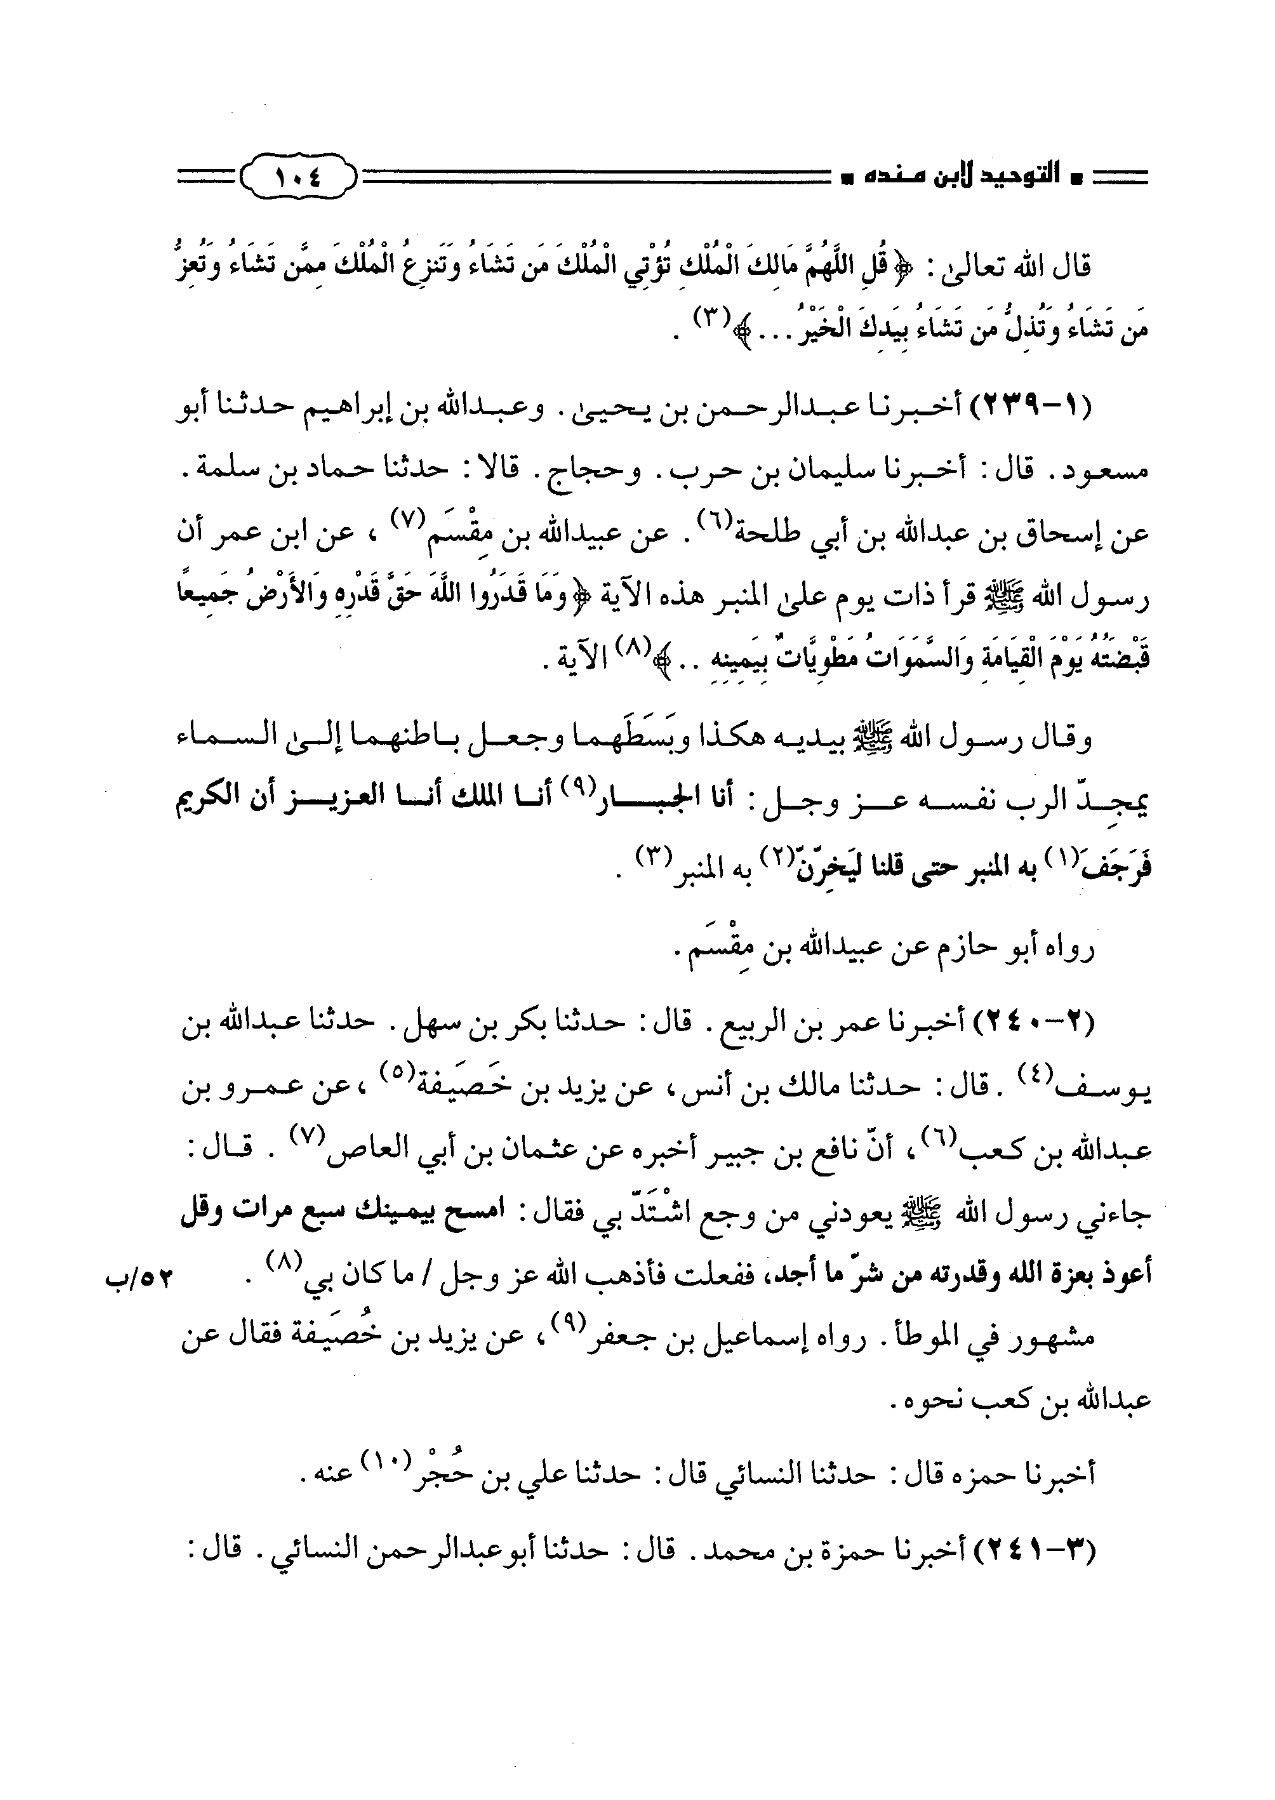 ▪ التوحيد لابن منده ▪ ١٠٤
قال الله تعالى : ﴿قُلِ اللَّهُمَّ مَالِكَ الْمُلْكِ تُؤْتِي الْمُلْكَ مَن تَشَاءُ وَتَنزِعُ الْمُلْكَ مِمَّن تَشَاءُ وَتُعِزُّ
مَن تَشَاءُ وَتُذِلُّ مَن تَشَاءُ بِيَدِكَ الْخَيْرُ...﴾(٣) .
(١-٢٣٩) أخبرنا عبدالرحمن بن يحيى . وعبدالله بن إبراهيم حدثنا أبو
مسعود . قال : أخبرنا سليمان بن حرب . وحجاج . قالا : حدثنا حماد بن سلمة .
عن إسحاق بن عبدالله بن أبي طلحة(٦) . عن عبيدالله بن مِقْسَم(٧) ، عن ابن عمر أن
رسول الله ﷺ قرأ ذات يوم على المنبر هذه الآية ﴿وَمَا قَدَرُوا اللَّهَ حَقَّ قَدْرِهِ وَالأَرْضُ جَمِيعًا
قَبْضَتُهُ يَوْمَ الْقِيَامَةِ وَالسَّمَوَاتُ مَطْوِيَّاتٌ بِيَمِينِهِ ..﴾(٨) الآية .
وقال رسول الله ﷺ بيديه هكذا وبَسَطَهما وجعل باطنهما إلى السماء
يمجِدّ الرب نفسه عز وجل : أنا الجبار(٩) أنا الملك أنا العزيز أن الكريم
فَرَجَفَ(١) به المنبر حتى قلنا لَيَخِرّنّ(٢) به المنبر(٣) .
رواه أبو حازم عن عبيدالله بن مِقْسَم .
(٢-٢٤٠) أخبرنا عمر بن الربيع . قال : حدثنا بكر بن سهل . حدثنا عبدالله بن
يوسف(٤) . قال : حدثنا مالك بن أنس ، عن يزيد بن خَصَيفة(٥) ، عن عمرو بن
عبدالله بن كعب(٦) ، أنّ نافع بن جبير أخبره عن عثمان بن أبي العاص(٧) . قال :
جاءني رسول الله ﷺ يعودني من وجع اشْتَدّ بي فقال : امسح بيمينك سبع مرات وقل
أعوذ بعزة الله وقدرته من شرّ ما أجد، ففعلت فأذهب الله عز وجل / ما كان بي(٨) . ٥٢/ب
مشهور في الموطأ . رواه إسماعيل بن جعفر(٩) ، عن يزيد بن خُصَيفة فقال عن
عبدالله بن كعب نحوه .
أخبرنا حمزه قال : حدثنا النسائي قال : حدثنا علي بن حُجْر(١٠) عنه .
(٣-٢٤١) أخبرنا حمزة بن محمد . قال : حدثنا أبو عبدالرحمن النسائي . قال :